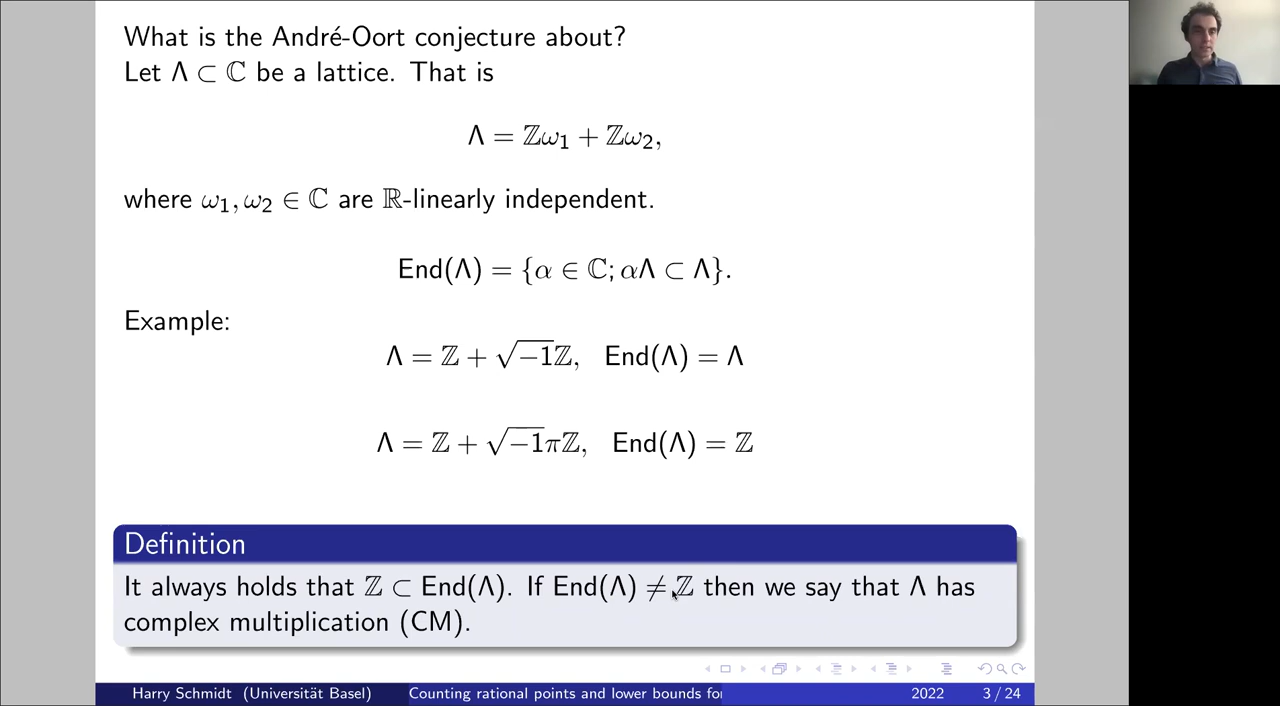 What is the André-Oort conjecture about?
Let Λ ⊂ ℂ be a lattice. That is
Λ = ℤω₁ + ℤω₂,
where ω₁, ω₂ ∈ ℂ are ℝ-linearly independent.
End(Λ) = {α ∈ ℂ; αΛ ⊂ Λ}.
Example:
Λ = ℤ + √−1ℤ, End(Λ) = Λ
Λ = ℤ + √−1πℤ, End(Λ) = ℤ
Definition
It always holds that ℤ ⊂ End(Λ). If End(Λ) ≠ ℤ then we say that Λ has
complex multiplication (CM).
Harry Schmidt (Universität Basel) Counting rational points and lower bounds for 2022 3 / 24